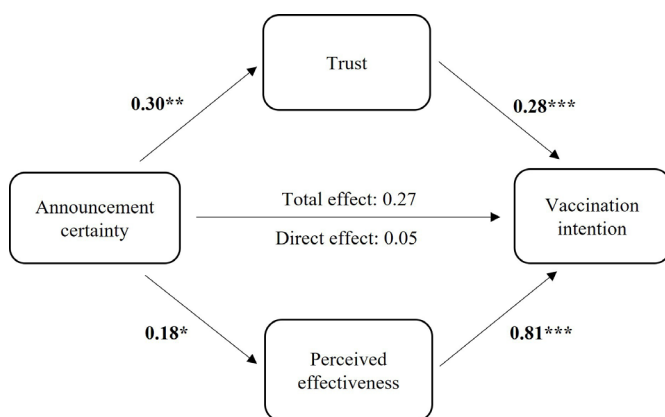 Trust
0.30**
0.28***
Announcement
certainty
Total effect: 0.27
Direct effect: 0.05
Vaccination
intention
0.18*
0.81***
Perceived
effectiveness